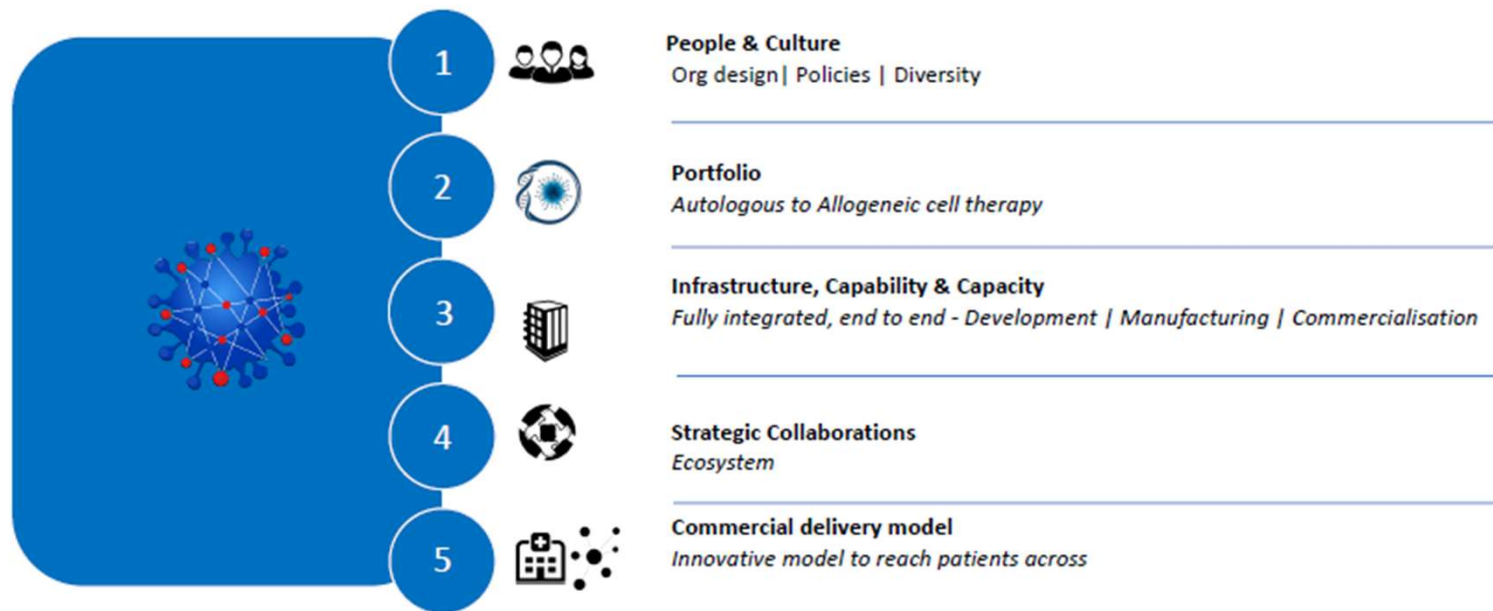 1
People & Culture
Org design| Policies | Diversity
2
Portfolio
Autologous to Allogeneic cell therapy
3
Infrastructure, Capability & Capacity
Fully integrated, end to end - Development | Manufacturing | Commercialisation
4
Strategic Collaborations
Ecosystem
5
Commercial delivery model
Innovative model to reach patients across